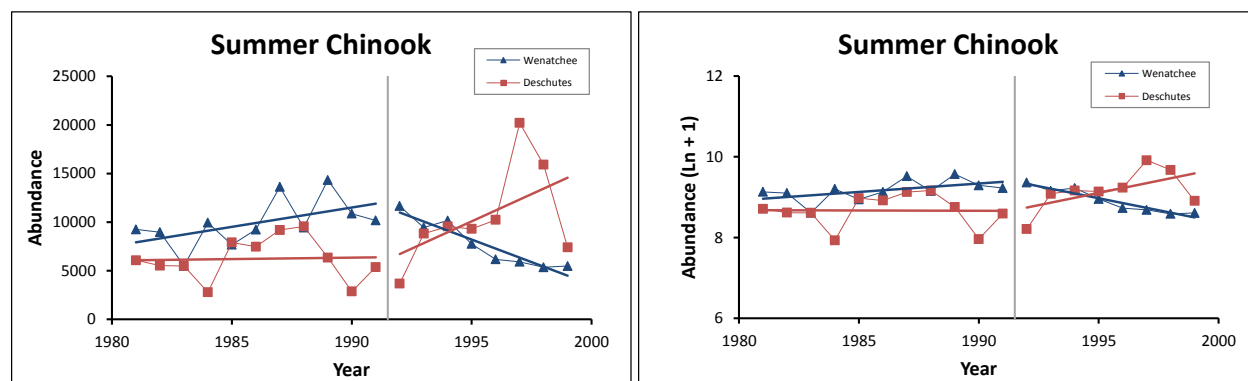 Summer Chinook
Wenatchee
Deschutes
25000
20000
15000
10000
5000
0
Abundance
1980 1985 1990 1995 2000
Year
Summer Chinook
Wenatchee
Deschutes
12
10
8
6
Abundance (Ln + 1)
1980 1985 1990 1995 2000
Year